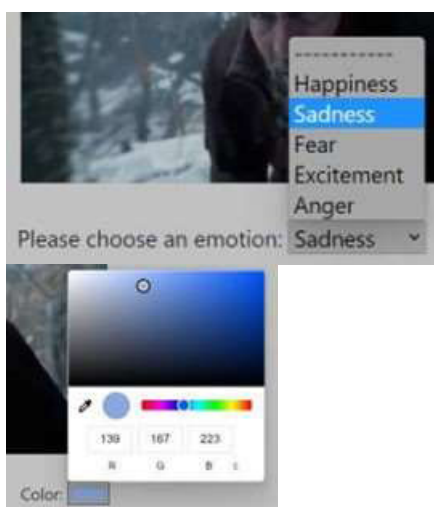 -----------
Happiness
Sadness
Fear
Excitement
Anger
Please choose an emotion: Sadness
139 167 223
R G B
Color: